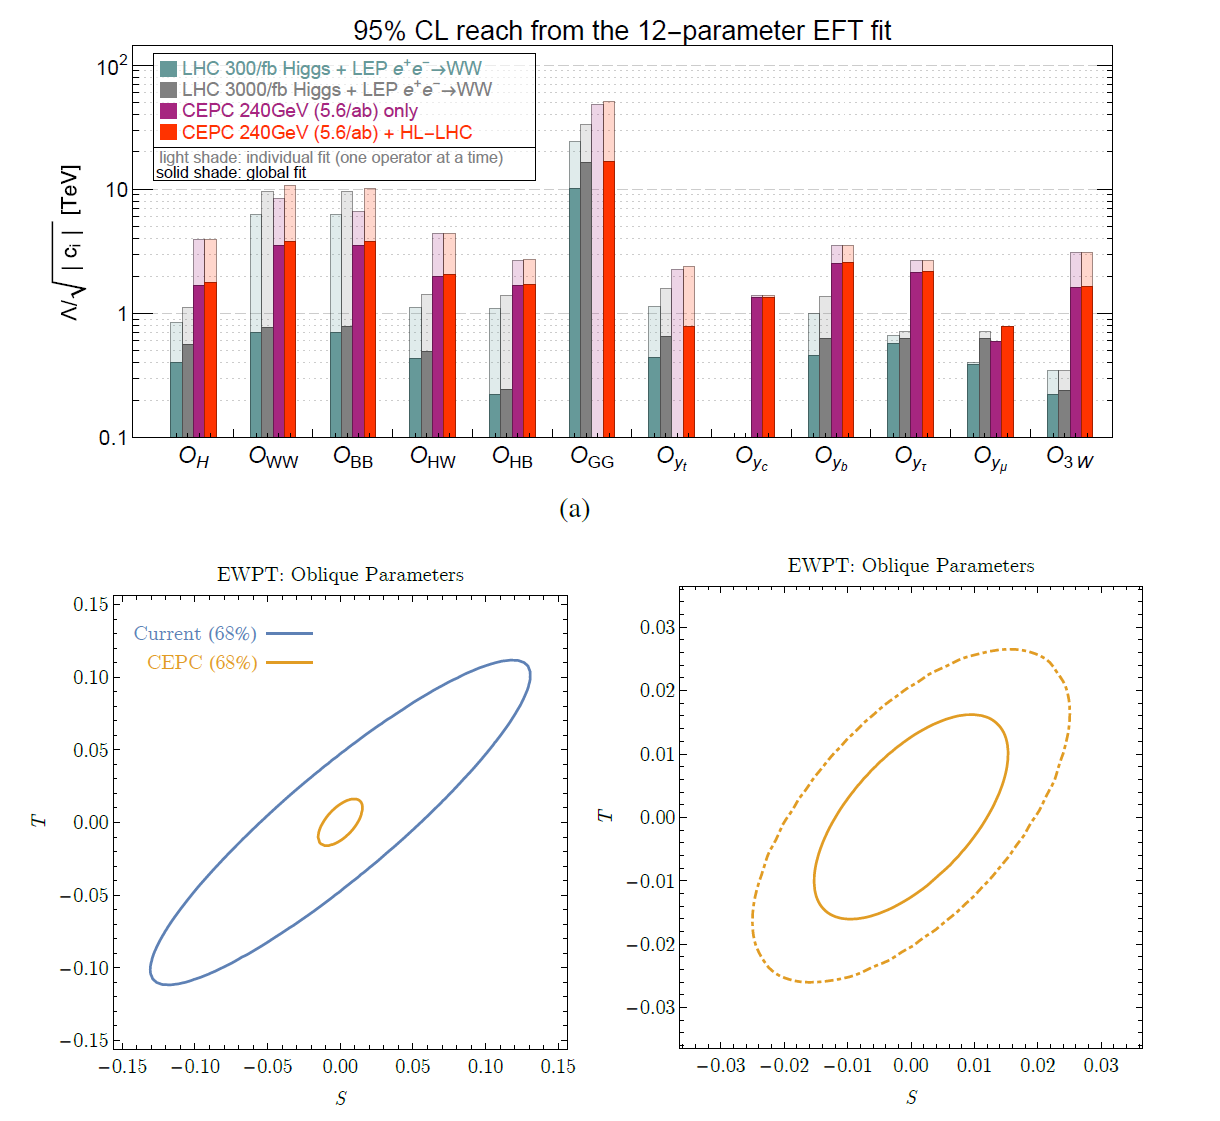 95% CL reach from the 12−parameter EFT fit
10²
10
1
0.1
Λ/√|cᵢ| [TeV]
LHC 300/fb Higgs + LEP e⁺e⁻→WW
LHC 3000/fb Higgs + LEP e⁺e⁻→WW
CEPC 240GeV (5.6/ab) only
CEPC 240GeV (5.6/ab) + HL−LHC
light shade: individual fit (one operator at a time)
solid shade: global fit
O_H O_WW O_BB O_HW O_HB O_GG O_yt O_yc O_yb O_yτ O_yμ O_3W
(a)
EWPT: Oblique Parameters
Current (68%)
CEPC (68%)
0.15
0.10
0.05
0.00
−0.05
−0.10
−0.15
T
−0.15 −0.10 −0.05 0.00 0.05 0.10 0.15
S
EWPT: Oblique Parameters
0.03
0.02
0.01
0.00
−0.01
−0.02
−0.03
T
−0.03 −0.02 −0.01 0.00 0.01 0.02 0.03
S